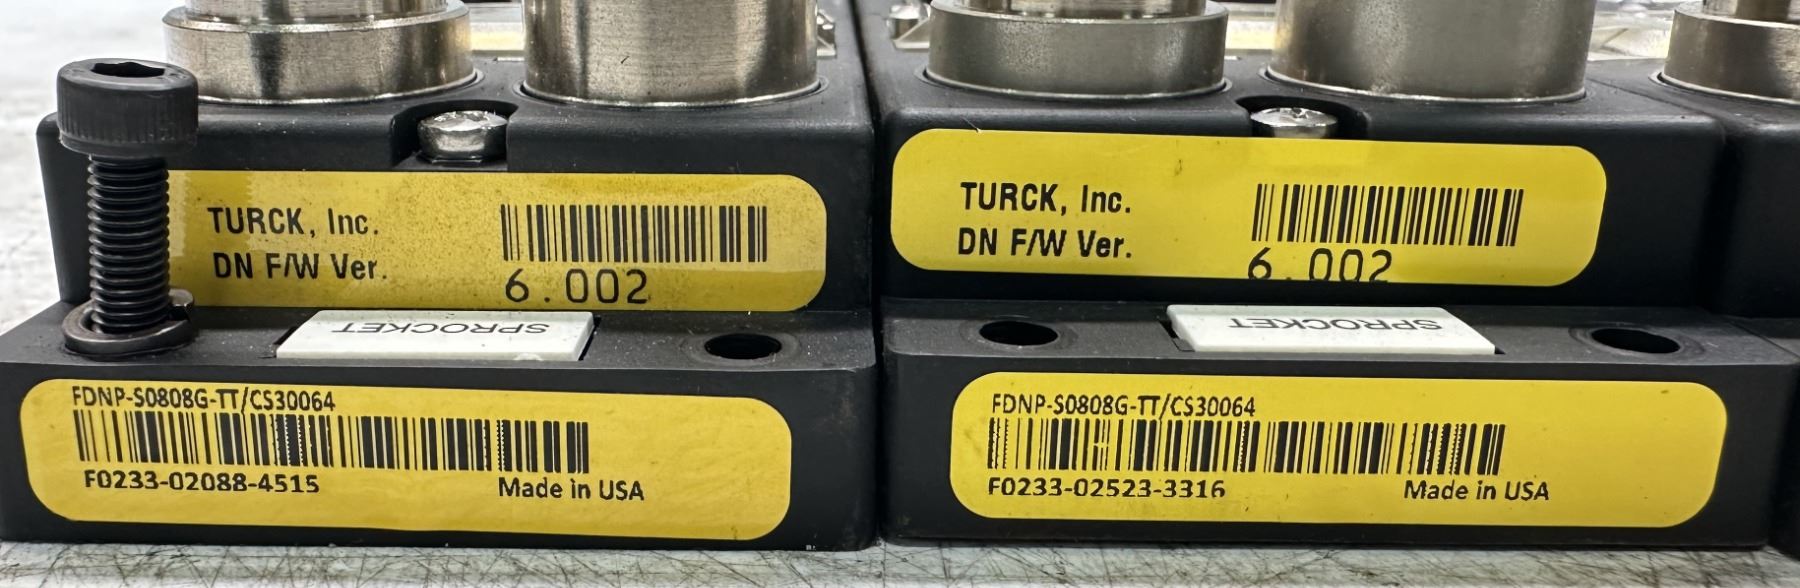 TURCK, Inc.
DN F/W Ver.
6.002
SPROCKET
FDNP-S0808G-TT/CS30064
F0233-02088-4515
Made in USA
TURCK, Inc.
DN F/W Ver.
6.002
SPROCKET
FDNP-S0808G-TT/CS30064
F0233-02523-3316
Made in USA